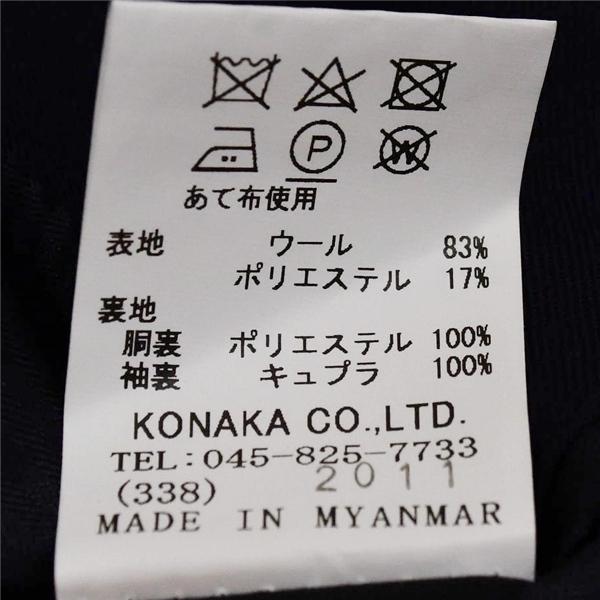 P W
あて布使用
表地 ウール 83%
ポリエステル 17%
裏地
胴裏 ポリエステル 100%
袖裏 キュプラ 100%
KONAKA CO.,LTD.
TEL:045-825-7733
(338) 2011
MADE IN MYANMAR